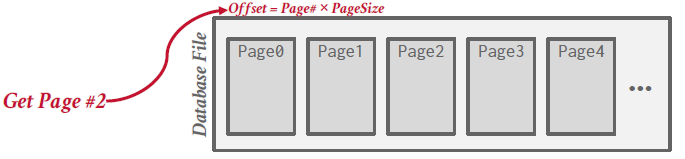 Offset = Page# × PageSize
Database File
Page0 Page1 Page2 Page3 Page4
•••
Get Page #2